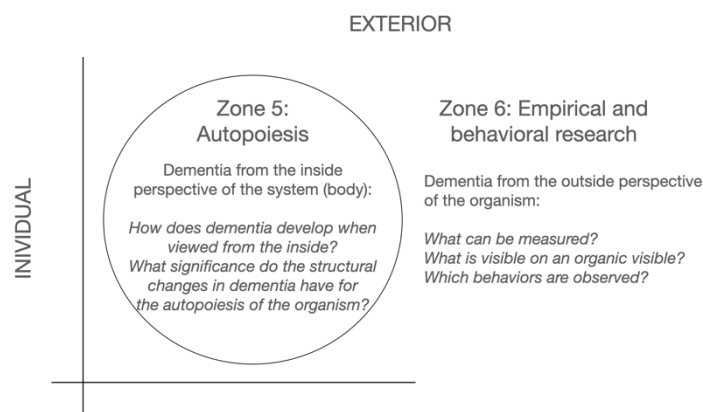 EXTERIOR
INIVIDUAL
Zone 5:
Autopoiesis
Dementia from the inside
perspective of the system (body):
How does dementia develop when
viewed from the inside?
What significance do the structural
changes in dementia have for
the autopoiesis of the organism?
Zone 6: Empirical and
behavioral research
Dementia from the outside perspective
of the organism:
What can be measured?
What is visible on an organic visible?
Which behaviors are observed?